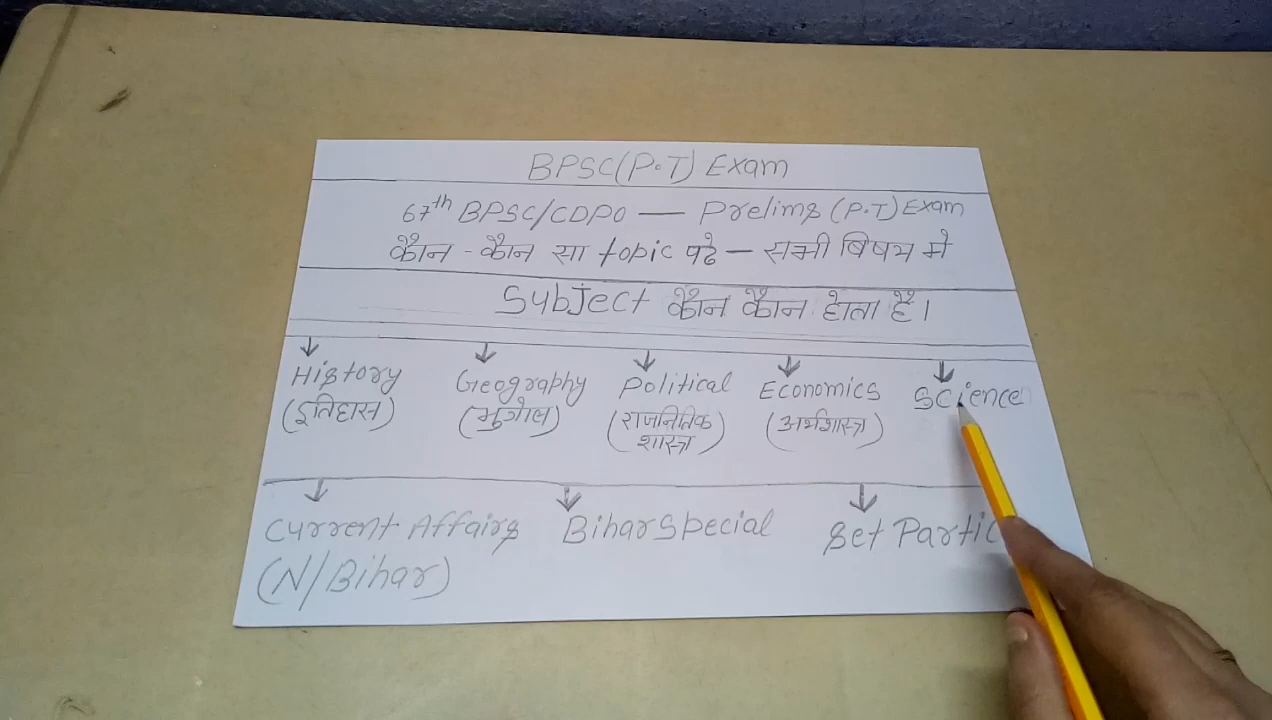 BPSC(P.T) Exam
67th BPSC/CDPO — Prelims (P.T) Exam
कौन - कौन सा topic पढे — सभी बिषय मे
Subject कौन कौन होता है।
History Geography Political Economics Science
(इतिहास) (भुगोल) (राजनितिक शास्त्र) (अर्थशास्त्र)
Current Affairs Bihar Special Set
(N/Bihar)